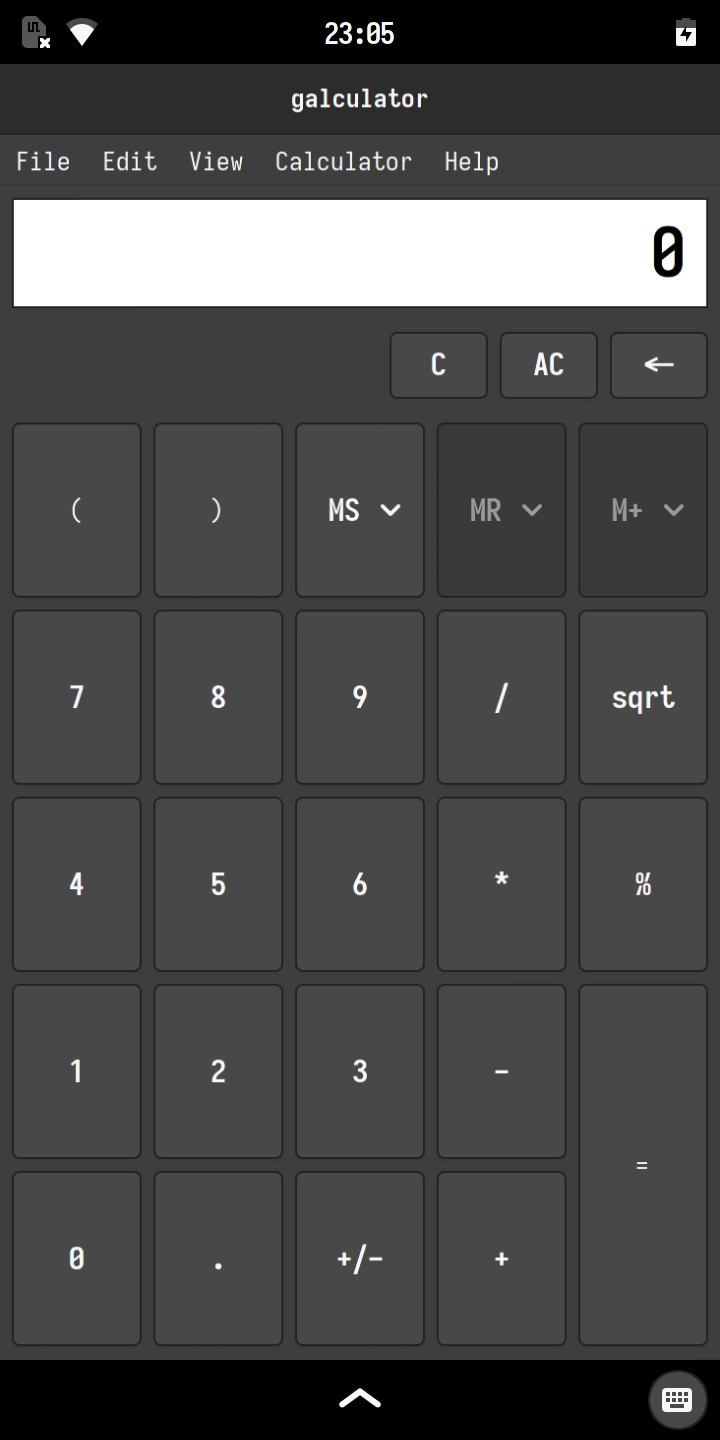 23:05
galculator
File Edit View Calculator Help
0
C AC ←
( ) MS MR M+
7 8 9 / sqrt
4 5 6 * %
1 2 3 -
=
0 . +/- +